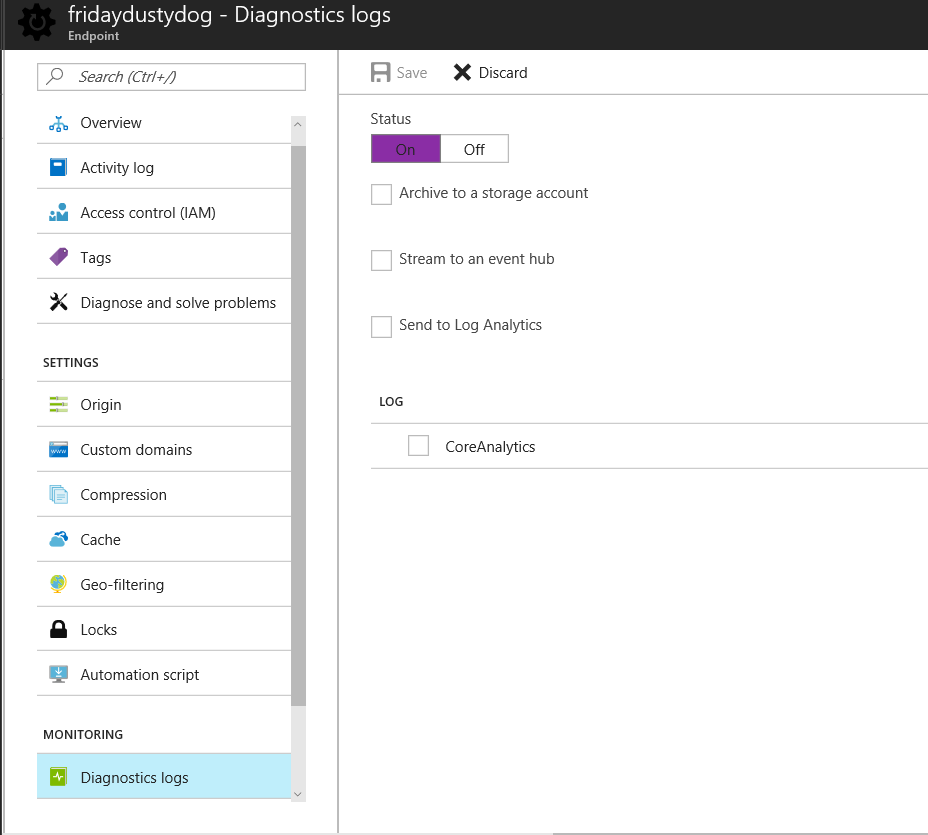 fridaydustydog - Diagnostics logs
Endpoint
Search (Ctrl+/)
Overview
Activity log
Access control (IAM)
Tags
Diagnose and solve problems
SETTINGS
Origin
Custom domains
Compression
Cache
Geo-filtering
Locks
Automation script
MONITORING
Diagnostics logs
Save Discard
Status
On Off
Archive to a storage account
Stream to an event hub
Send to Log Analytics
LOG
CoreAnalytics